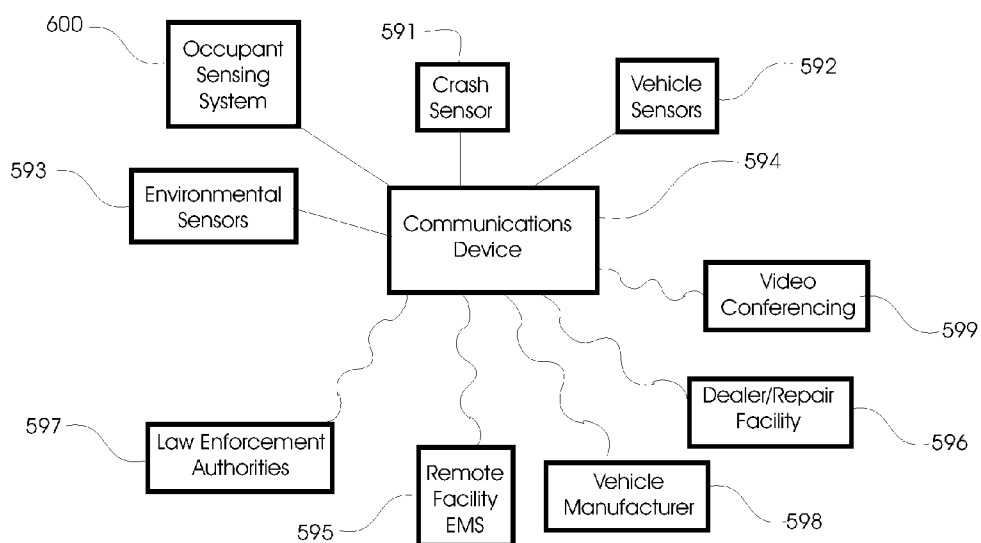 600
Occupant
Sensing
System
591
Crash
Sensor
Vehicle
Sensors
592
593
Environmental
Sensors
594
Communications
Device
Video
Conferencing
599
Dealer/Repair
Facility
596
597
Law Enforcement
Authorities
595
Remote
Facility
EMS
Vehicle
Manufacturer
598